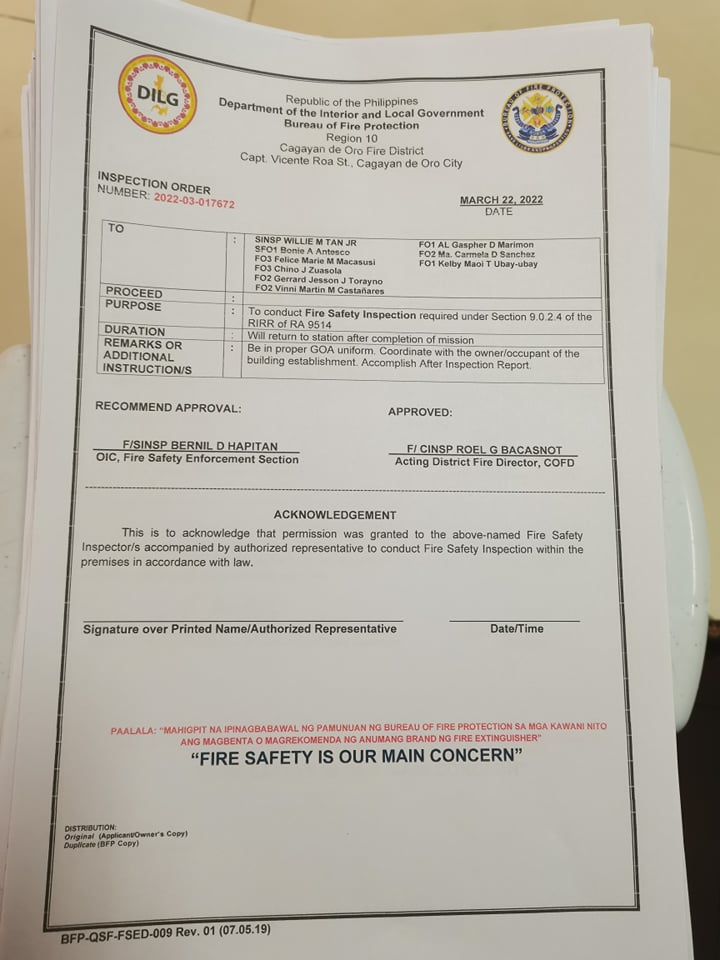 DILG
BUREAU OF FIRE PROTECTION
Republic of the Philippines
Department of the Interior and Local Government
Bureau of Fire Protection
Region 10
Cagayan de Oro Fire District
Capt. Vicente Roa St., Cagayan de Oro City
INSPECTION ORDER
NUMBER: 2022-03-017672
MARCH 22, 2022
DATE
TO :
SINSP WILLIE M TAN JR
SFO1 Bonie A Antesco
FO3 Felice Marie M Macasusi
FO3 Chino J Zuasola
FO2 Gerrard Jesson J Torayno
FO2 Vinni Martin M Castañares
FO1 AL Gaspher D Marimon
FO2 Ma. Carmela D Sanchez
FO1 Kelby Maoi T Ubay-ubay
PROCEED :
PURPOSE : To conduct Fire Safety Inspection required under Section 9.0.2.4 of the
RIRR of RA 9514
DURATION : Will return to station after completion of mission
REMARKS OR : Be in proper GOA uniform. Coordinate with the owner/occupant of the
ADDITIONAL building establishment. Accomplish After Inspection Report.
INSTRUCTION/S
RECOMMEND APPROVAL:
APPROVED:
F/SINSP BERNIL D HAPITAN
OIC, Fire Safety Enforcement Section
F/ CINSP ROEL G BACASNOT
Acting District Fire Director, COFD
ACKNOWLEDGEMENT
This is to acknowledge that permission was granted to the above-named Fire Safety
Inspector/s accompanied by authorized representative to conduct Fire Safety Inspection within the
premises in accordance with law.
Signature over Printed Name/Authorized Representative
Date/Time
PAALALA: "MAHIGPIT NA IPINAGBABAWAL NG PAMUNUAN NG BUREAU OF FIRE PROTECTION SA MGA KAWANI NITO
ANG MAGBENTA O MAGREKOMENDA NG ANUMANG BRAND NG FIRE EXTINGUISHER"
"FIRE SAFETY IS OUR MAIN CONCERN"
DISTRIBUTION:
Original (Applicant/Owner's Copy)
Duplicate (BFP Copy)
BFP-QSF-FSED-009 Rev. 01 (07.05.19)